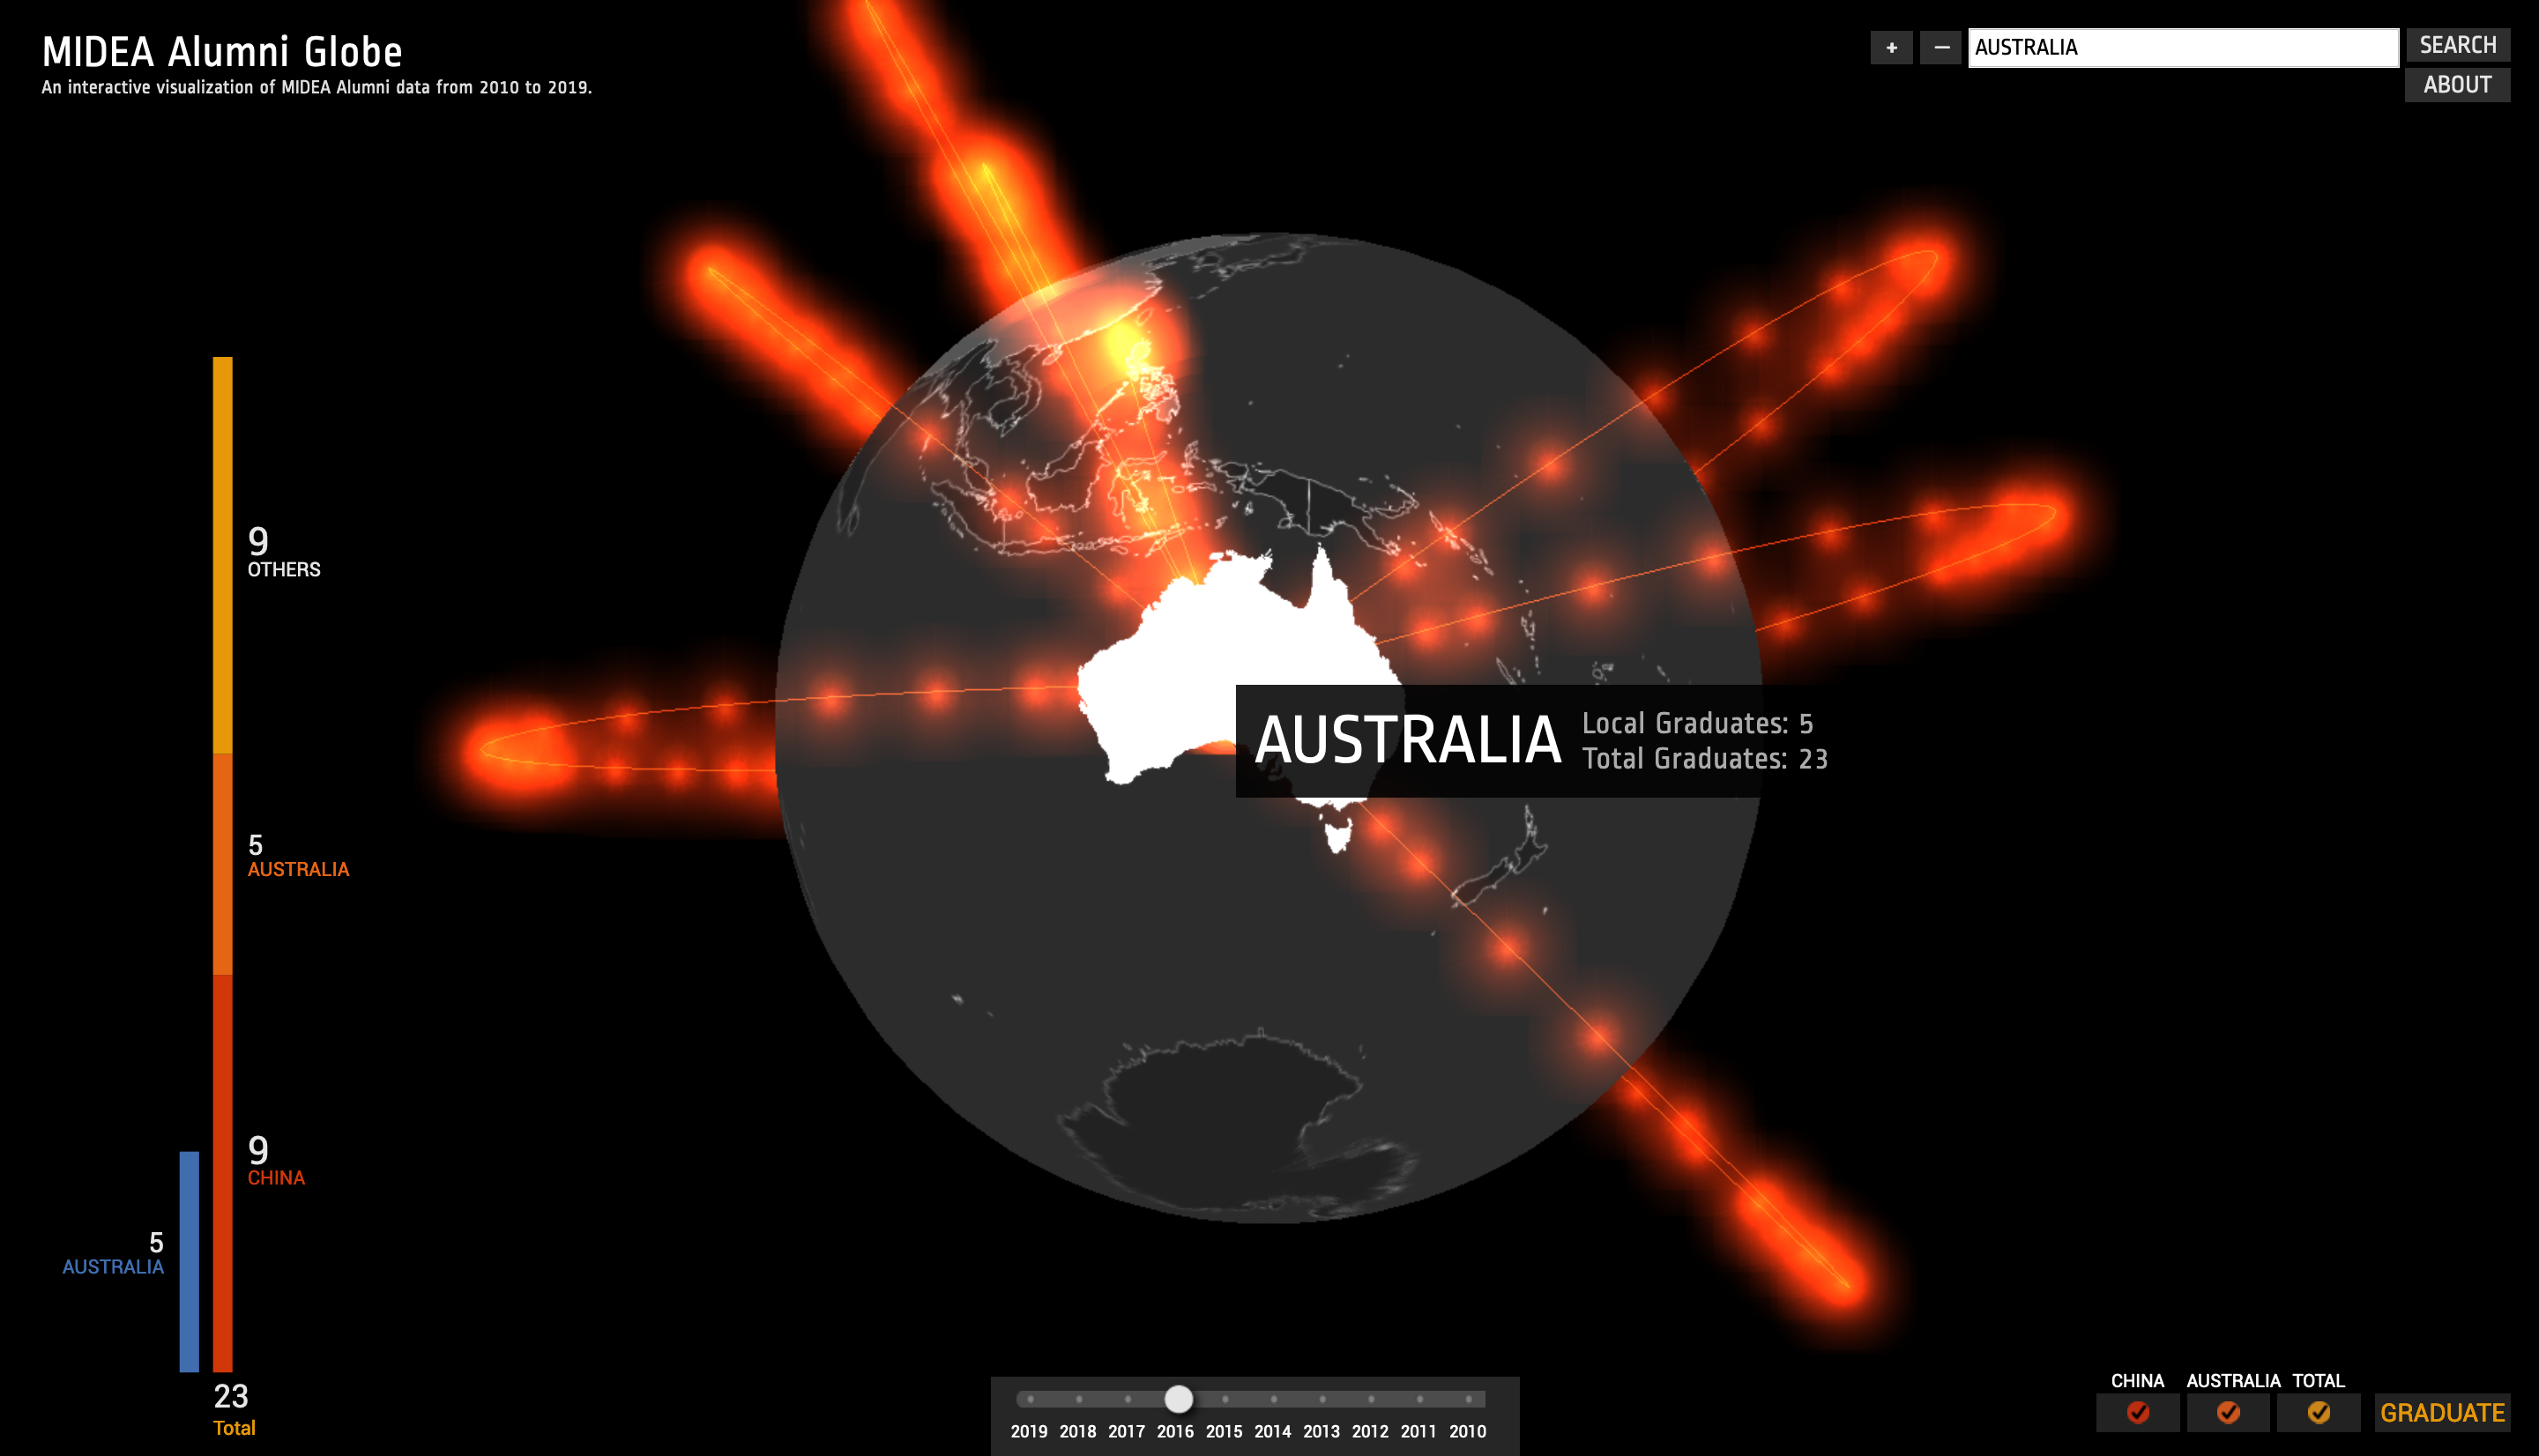 MIDEA Alumni Globe
An interactive visualization of MIDEA Alumni data from 2010 to 2019.
+ — AUSTRALIA SEARCH
ABOUT
9
OTHERS
AUSTRALIA
Local Graduates: 5
Total Graduates: 23
5
AUSTRALIA
9
CHINA
5
AUSTRALIA
23
Total
2019 2018 2017 2016 2015 2014 2013 2012 2011 2010
CHINA AUSTRALIA TOTAL
GRADUATE